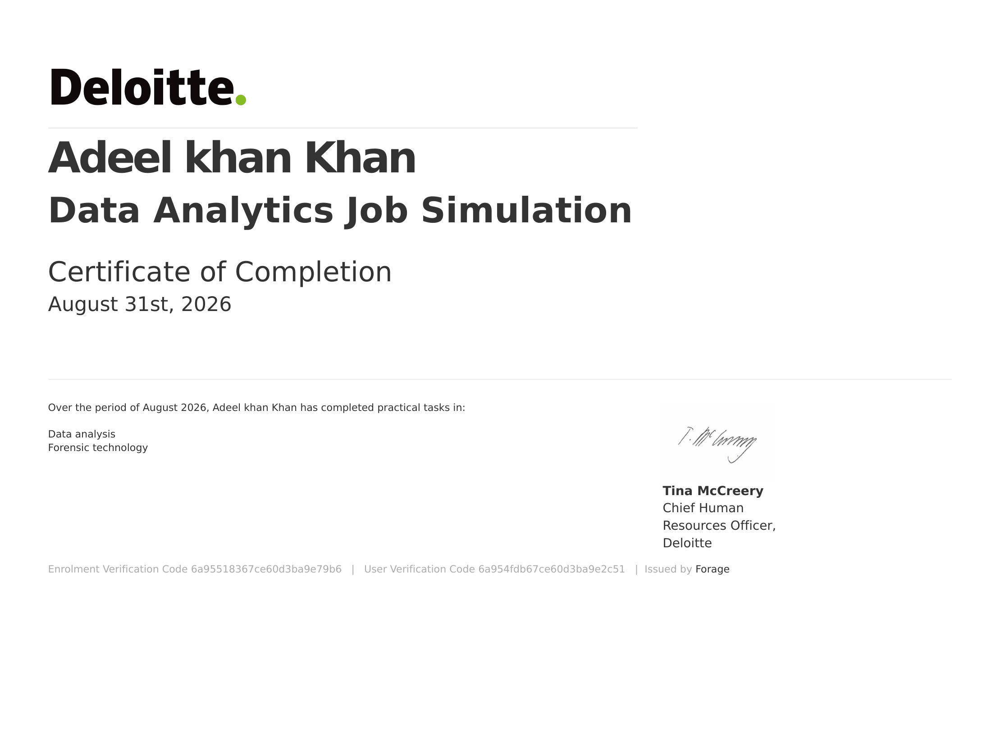 Deloitte.
Adeel khan Khan
Data Analytics Job Simulation
Certificate of Completion
August 31st, 2026
Over the period of August 2026, Adeel khan Khan has completed practical tasks in:
Data analysis
Forensic technology
T. McCreery
Tina McCreery
Chief Human
Resources Officer,
Deloitte
Enrolment Verification Code 6a95518367ce60d3ba9e79b6 | User Verification Code 6a954fdb67ce60d3ba9e2c51 | Issued by Forage